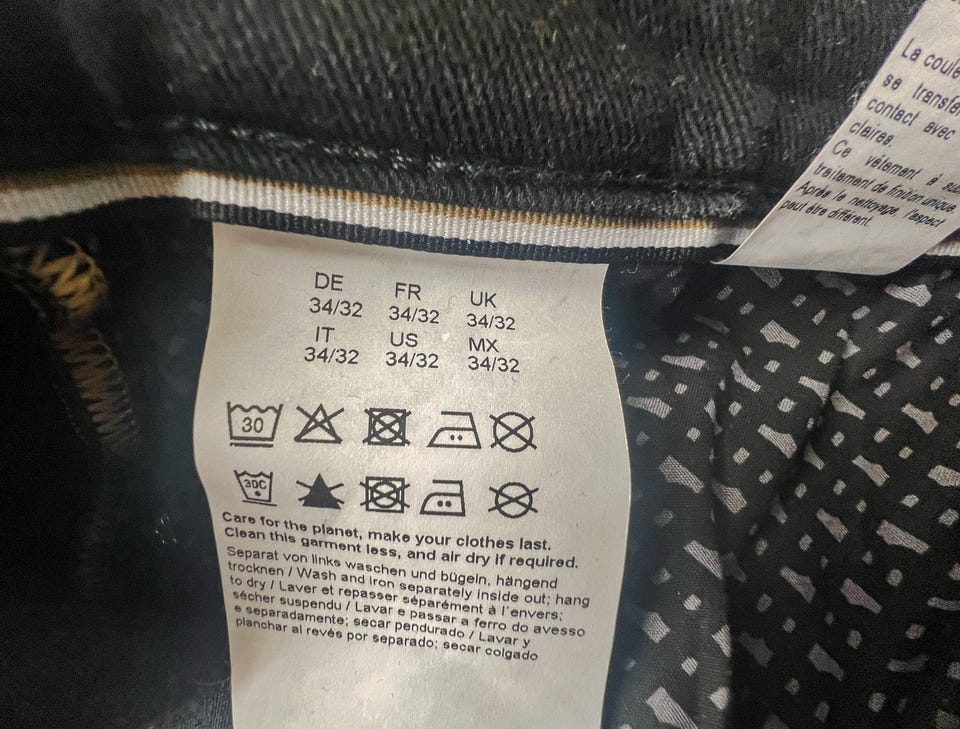 DE FR UK
34/32 34/32 34/32
IT US MX
34/32 34/32 34/32
30
30C
Care for the planet, make your clothes last.
Clean this garment less, and air dry if required.
Separat von links waschen und bügeln, hängend
trocknen / Wash and iron separately inside out; hang
to dry / Laver et repasser séparément à l'envers;
sécher suspendu / Lavar e passar a ferro do avesso
e separadamente; secar pendurado / Lavar y
planchar al revés por separado; secar colgado
La coule
se transfé
contact avec
claires.
Ce vêtement a
traitement de finition unique.
Après le nettoyage, l'aspect
peut être différent.